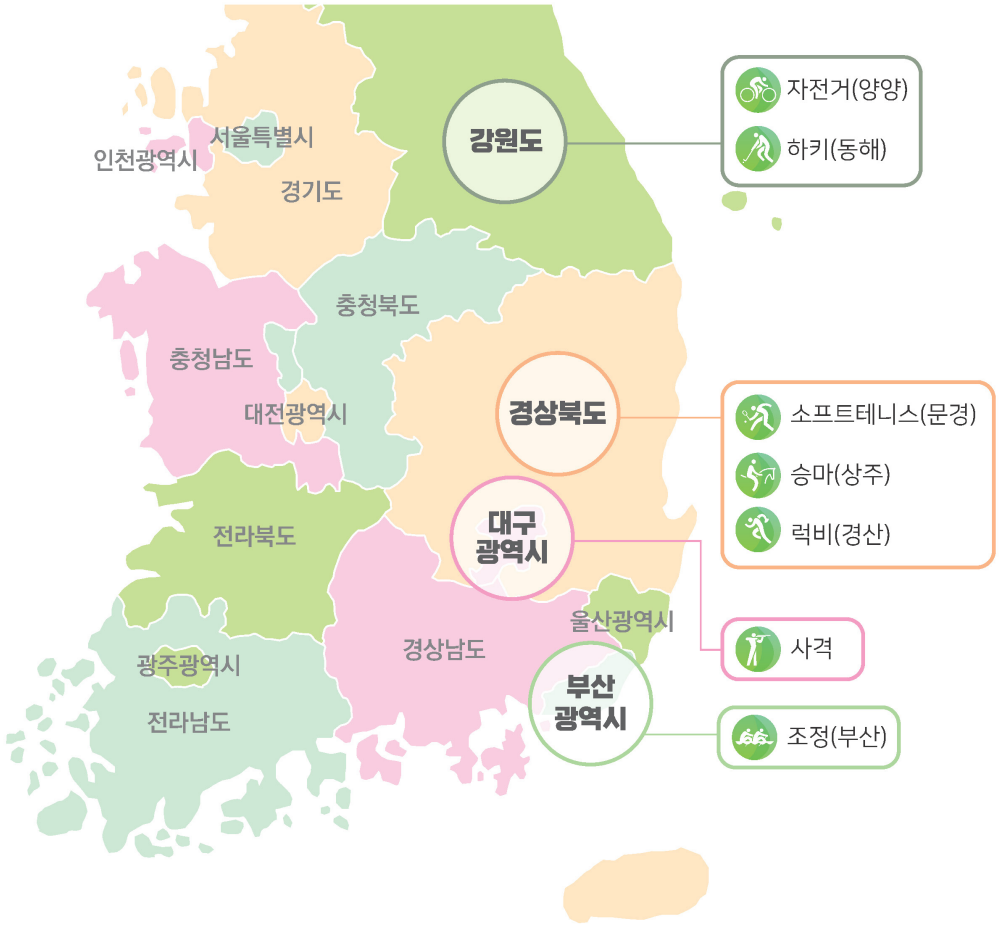 서울특별시
인천광역시
경기도
강원도
자전거(양양)
하키(동해)
충청북도
충청남도
대전광역시
경상북도
소프트테니스(문경)
승마(상주)
럭비(경산)
대구
광역시
사격
전라북도
울산광역시
경상남도
광주광역시
전라남도
부산
광역시
조정(부산)